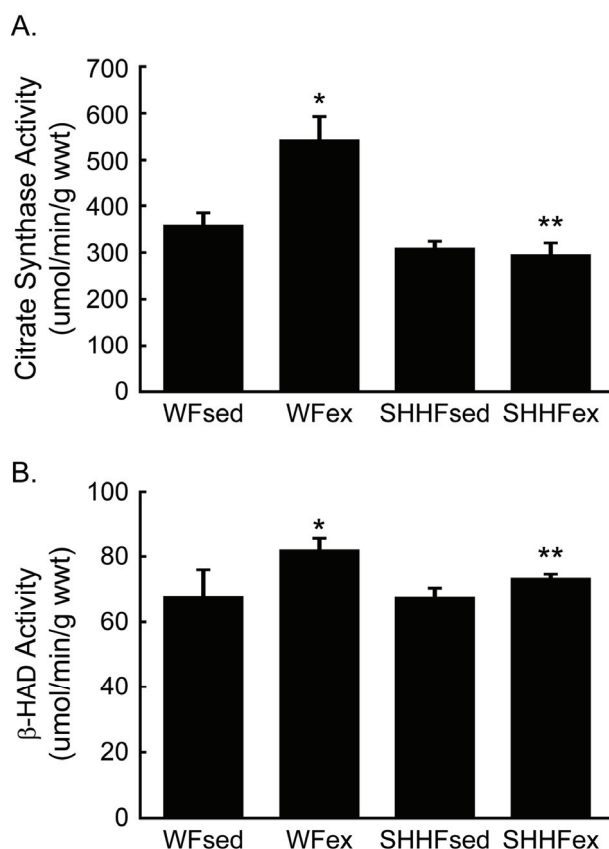 A.
Citrate Synthase Activity
(umol/min/g wwt)
700
600
500
400
300
200
100
0
*
**
WFsed WFex SHHFsed SHHFex
B.
β-HAD Activity
(umol/min/g wwt)
100
80
60
40
20
0
*
**
WFsed WFex SHHFsed SHHFex